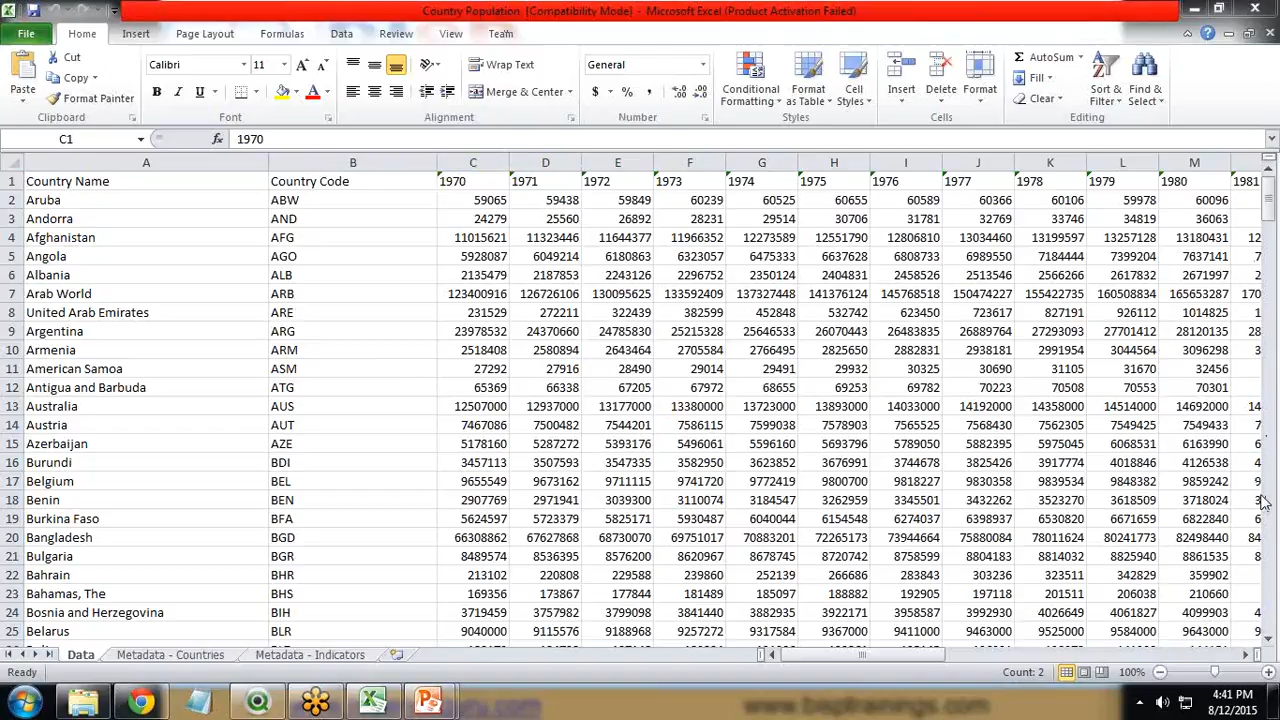 Country Population [Compatibility Mode] - Microsoft Excel (Product Activation Failed)
File Home Insert Page Layout Formulas Data Review View Team
Paste Cut Copy Format Painter Clipboard
Calibri 11 B I U A Font
Wrap Text Merge & Center Alignment
General $ % , Number
Conditional Formatting Format as Table Cell Styles Styles
Insert Delete Format Cells
AutoSum Fill Clear Sort & Filter Find & Select Editing
C1 fx 1970
A B C D E F G H I J K L M
1 Country Name Country Code 1970 1971 1972 1973 1974 1975 1976 1977 1978 1979 1980 1981
2 Aruba ABW 59065 59438 59849 60239 60525 60655 60589 60366 60106 59978 60096
3 Andorra AND 24279 25560 26892 28231 29514 30706 31781 32769 33746 34819 36063
4 Afghanistan AFG 11015621 11323446 11644377 11966352 12273589 12551790 12806810 13034460 13199597 13257128 13180431 12
5 Angola AGO 5928087 6049214 6180863 6323057 6475333 6637628 6808733 6989550 7184444 7399204 7637141 7
6 Albania ALB 2135479 2187853 2243126 2296752 2350124 2404831 2458526 2513546 2566266 2617832 2671997 2
7 Arab World ARB 123400916 126726106 130095625 133592409 137327448 141376124 145768518 150474227 155422735 160508834 165653287 170
8 United Arab Emirates ARE 231529 272211 322439 382599 452848 532742 623450 723617 827191 926112 1014825 1
9 Argentina ARG 23978532 24370660 24785830 25215328 25646533 26070443 26483835 26889764 27293093 27701412 28120135 28
10 Armenia ARM 2518408 2580894 2643464 2705584 2766495 2825650 2882831 2938181 2991954 3044564 3096298 3
11 American Samoa ASM 27292 27916 28490 29014 29491 29932 30325 30690 31105 31670 32456
12 Antigua and Barbuda ATG 65369 66338 67205 67972 68655 69253 69782 70223 70508 70553 70301
13 Australia AUS 12507000 12937000 13177000 13380000 13723000 13893000 14033000 14192000 14358000 14514000 14692000 14
14 Austria AUT 7467086 7500482 7544201 7586115 7599038 7578903 7565525 7568430 7562305 7549425 7549433 7
15 Azerbaijan AZE 5178160 5287272 5393176 5496061 5596160 5693796 5789050 5882395 5975045 6068531 6163990 6
16 Burundi BDI 3457113 3507593 3547335 3582950 3623852 3676991 3744678 3825426 3917774 4018846 4126538 4
17 Belgium BEL 9655549 9673162 9711115 9741720 9772419 9800700 9818227 9830358 9839534 9848382 9859242 9
18 Benin BEN 2907769 2971941 3039300 3110074 3184547 3262959 3345501 3432262 3523270 3618509 3718024 3
19 Burkina Faso BFA 5624597 5723379 5825171 5930487 6040044 6154548 6274037 6398937 6530820 6671659 6822840 6
20 Bangladesh BGD 66308862 67627868 68730070 69751017 70883201 72265173 73944664 75880084 78011624 80241773 82498440 84
21 Bulgaria BGR 8489574 8536395 8576200 8620967 8678745 8720742 8758599 8804183 8814032 8825940 8861535 8
22 Bahrain BHR 213102 220808 229588 239860 252139 266686 283843 303236 323511 342829 359902
23 Bahamas, The BHS 169356 173867 177844 181489 185097 188882 192905 197118 201511 206038 210660
24 Bosnia and Herzegovina BIH 3719459 3757982 3799098 3841440 3882935 3922171 3958587 3992930 4026649 4061827 4099903 4
25 Belarus BLR 9040000 9115576 9188968 9257272 9317584 9367000 9411000 9463000 9525000 9584000 9643000 9
Data Metadata - Countries Metadata - Indicators
Ready Count: 2 100%
4:41 PM
8/12/2015